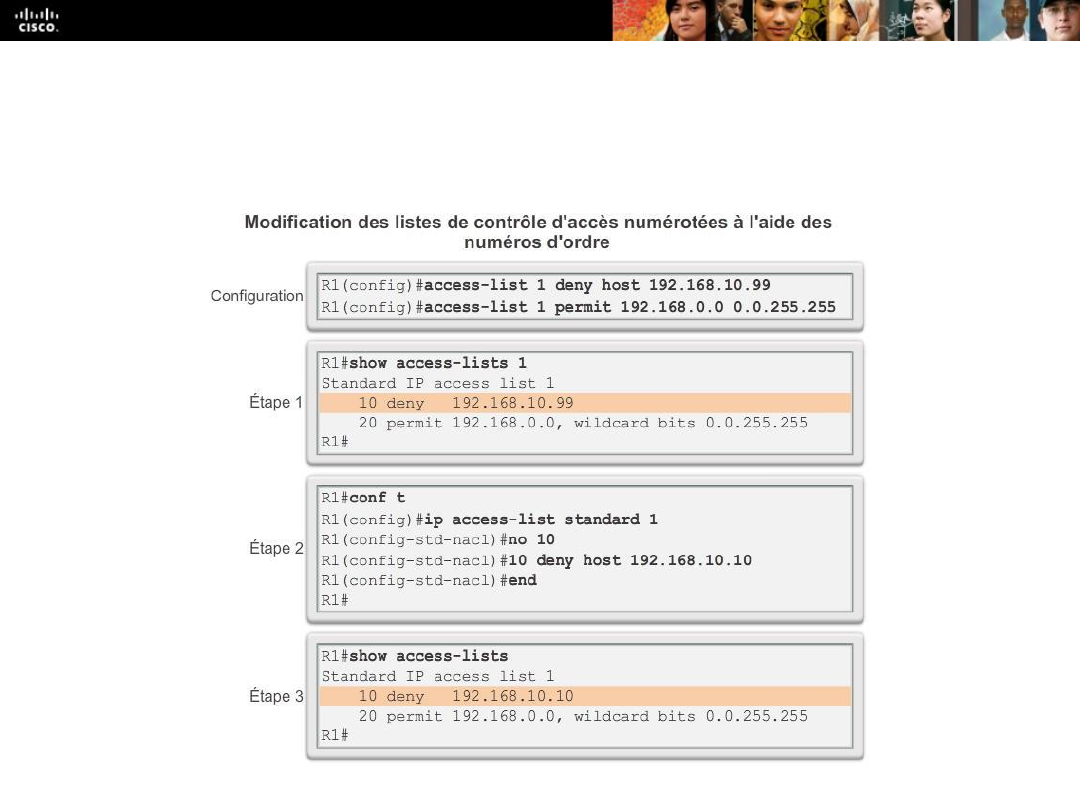 cisco.
Modification des listes de contrôle d'accès numérotées à l'aide des
numéros d'ordre
Configuration
R1(config)#access-list 1 deny host 192.168.10.99
R1(config)#access-list 1 permit 192.168.0.0 0.0.255.255
Étape 1
R1#show access-lists 1
Standard IP access list 1
10 deny 192.168.10.99
20 permit 192.168.0.0, wildcard bits 0.0.255.255
R1#
Étape 2
R1#conf t
R1(config)#ip access-list standard 1
R1(config-std-nacl)#no 10
R1(config-std-nacl)#10 deny host 192.168.10.10
R1(config-std-nacl)#end
R1#
Étape 3
R1#show access-lists
Standard IP access list 1
10 deny 192.168.10.10
20 permit 192.168.0.0, wildcard bits 0.0.255.255
R1#